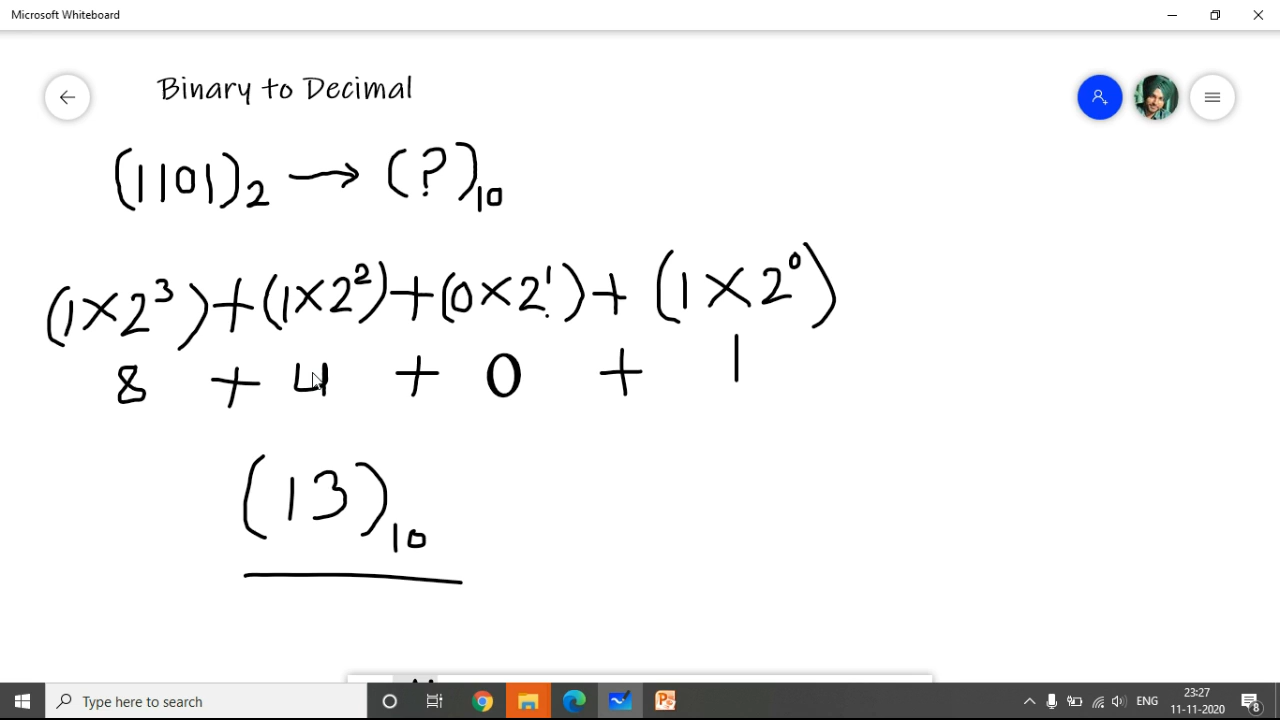 Microsoft Whiteboard
Binary to Decimal
(1101)₂ → (?)₁₀
(1×2³)+(1×2²)+(0×2¹)+(1×2⁰)
8 + 4 + 0 + 1
(13)₁₀
Type here to search
ENG
23:27
11-11-2020
8